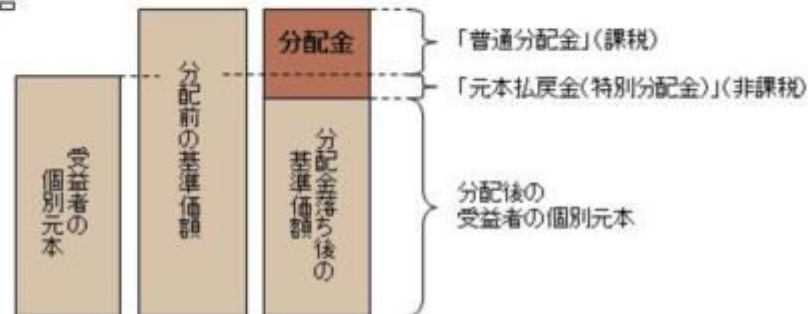 受益者の
個別元本
分配前の基準価額
分配金
分配金落ち後の
基準価額
「普通分配金」(課税)
「元本払戻金(特別分配金)」(非課税)
分配後の
受益者の個別元本